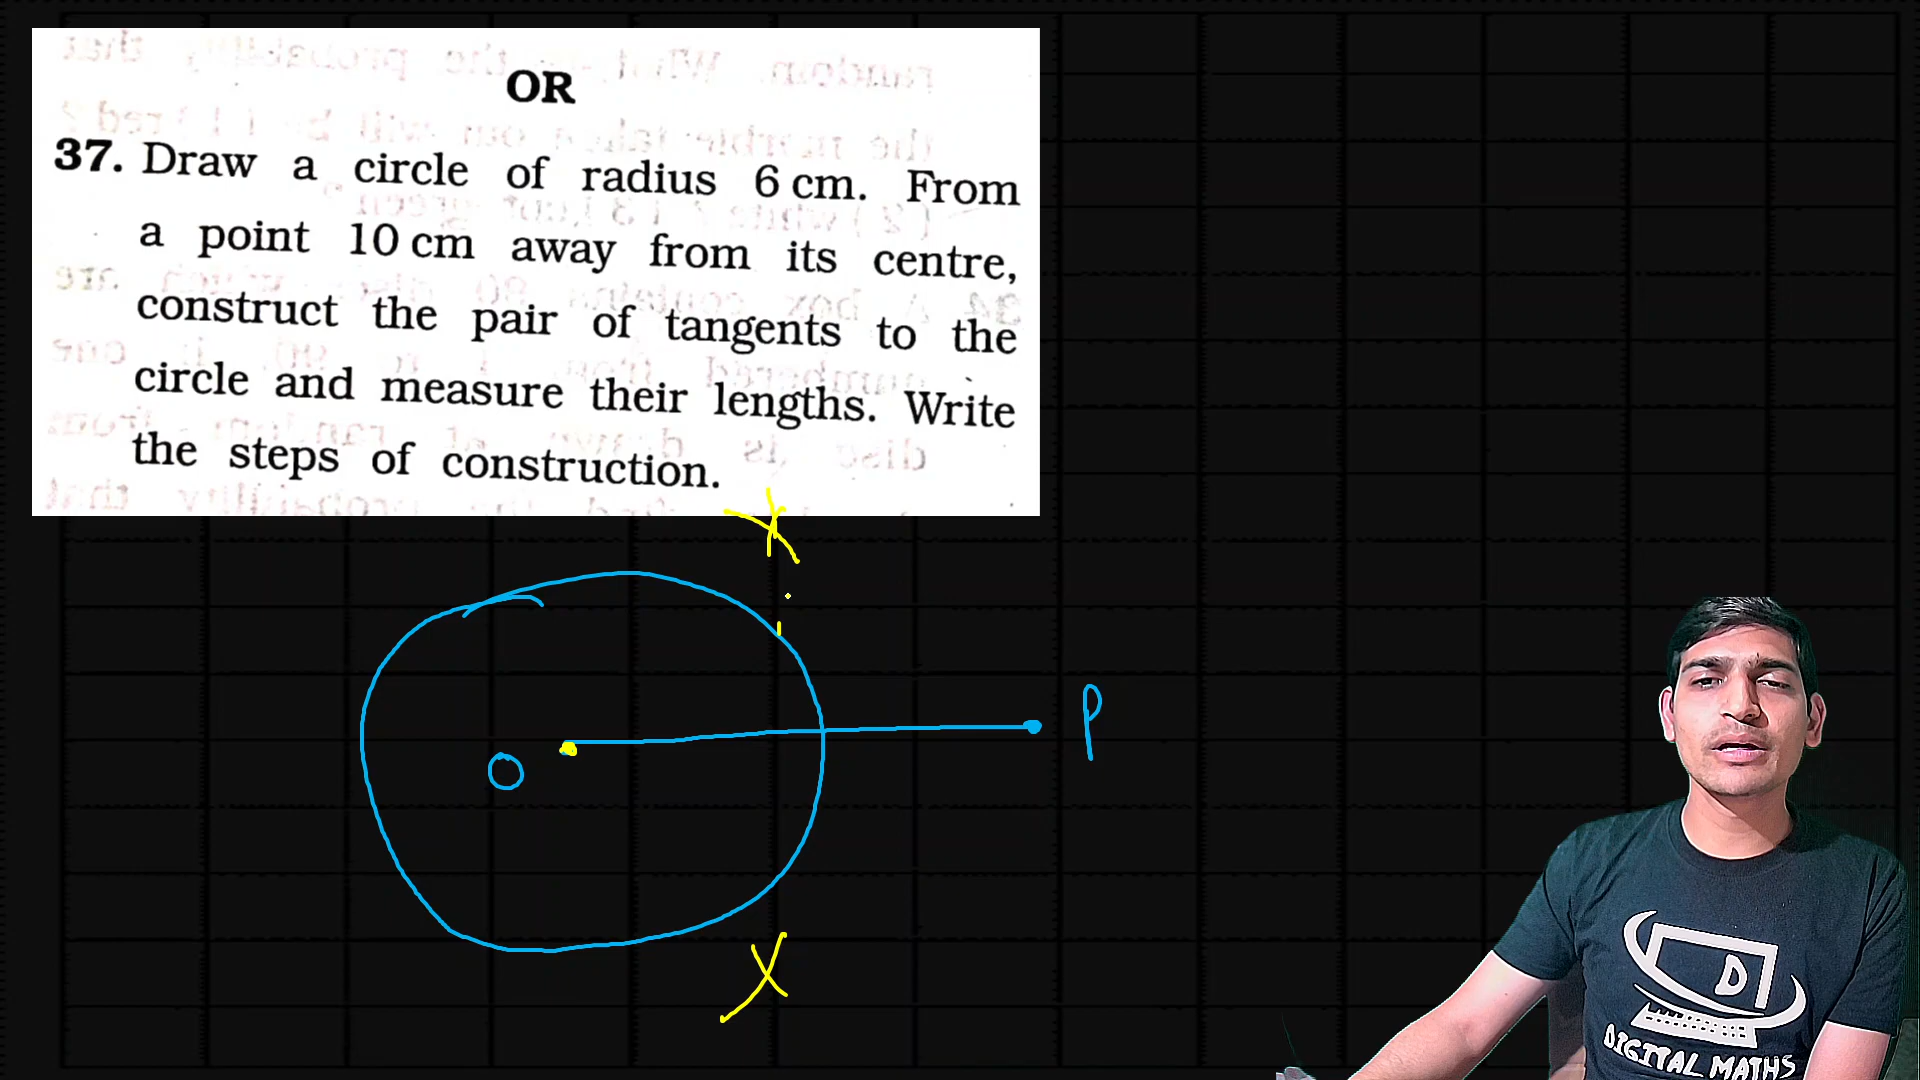 OR
37. Draw a circle of radius 6 cm. From
a point 10 cm away from its centre,
construct the pair of tangents to the
circle and measure their lengths. Write
the steps of construction.
O
P
D
DIGITAL MATHS